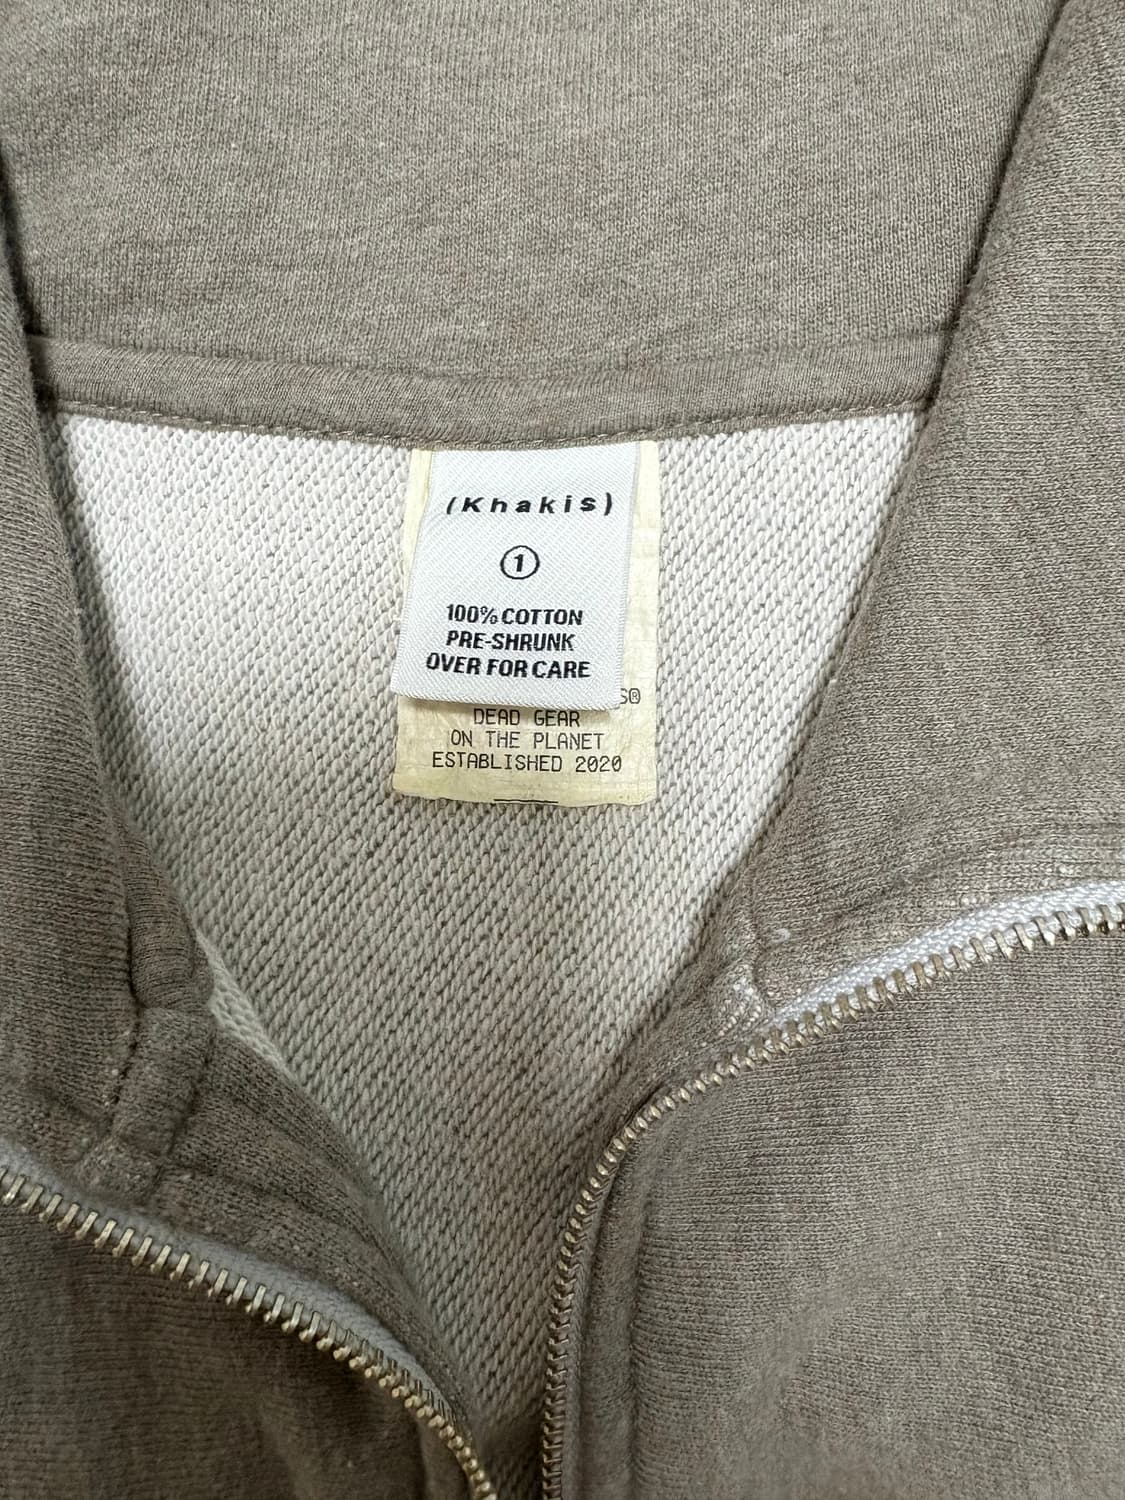 (Khakis)
1
100% COTTON
PRE-SHRUNK
OVER FOR CARE
S®
DEAD GEAR
ON THE PLANET
ESTABLISHED 2020